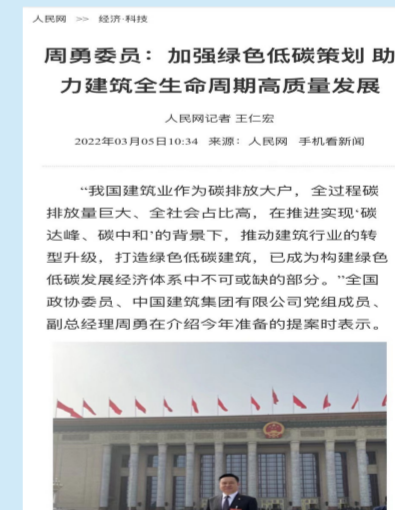 人民网 >> 经济·科技
周勇委员：加强绿色低碳策划 助
力建筑全生命周期高质量发展
人民网记者 王仁宏
2022年03月05日10:34 来源：人民网 手机看新闻
“我国建筑业作为碳排放大户，全过程碳
排放量巨大、全社会占比高，在推进实现‘碳
达峰、碳中和’的背景下，推动建筑行业的转
型升级，打造绿色低碳建筑，已成为构建绿色
低碳发展经济体系中不可或缺的部分。”全国
政协委员、中国建筑集团有限公司党组成员、
副总经理周勇在介绍今年准备的提案时表示。